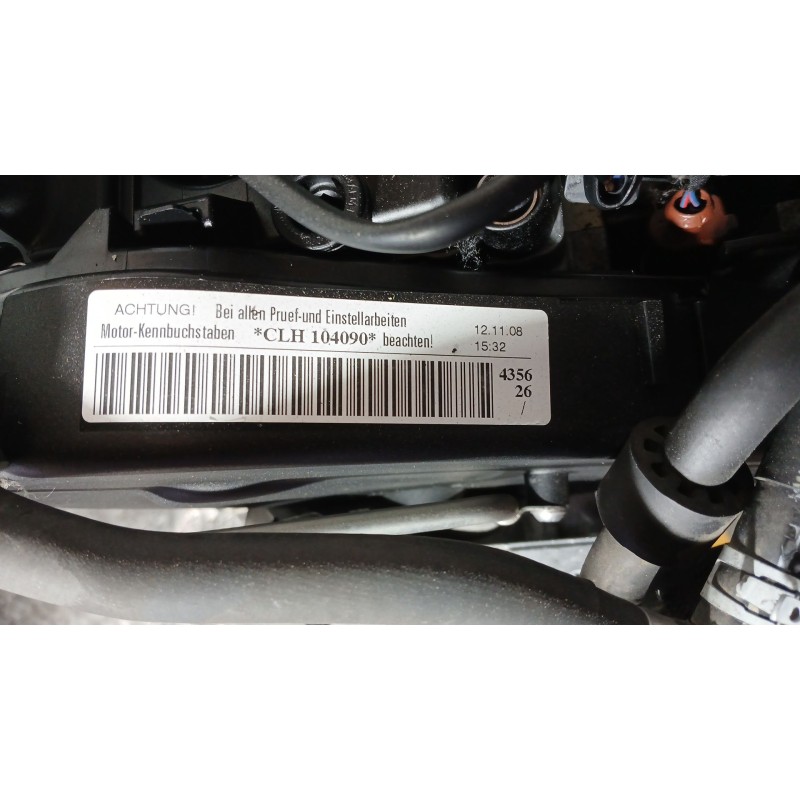 ACHTUNG! Bei allen Pruef-und Einstellarbeiten
Motor-Kennbuchstaben *CLH 104090* beachten!
12.11.08
15:32
4356
26
/